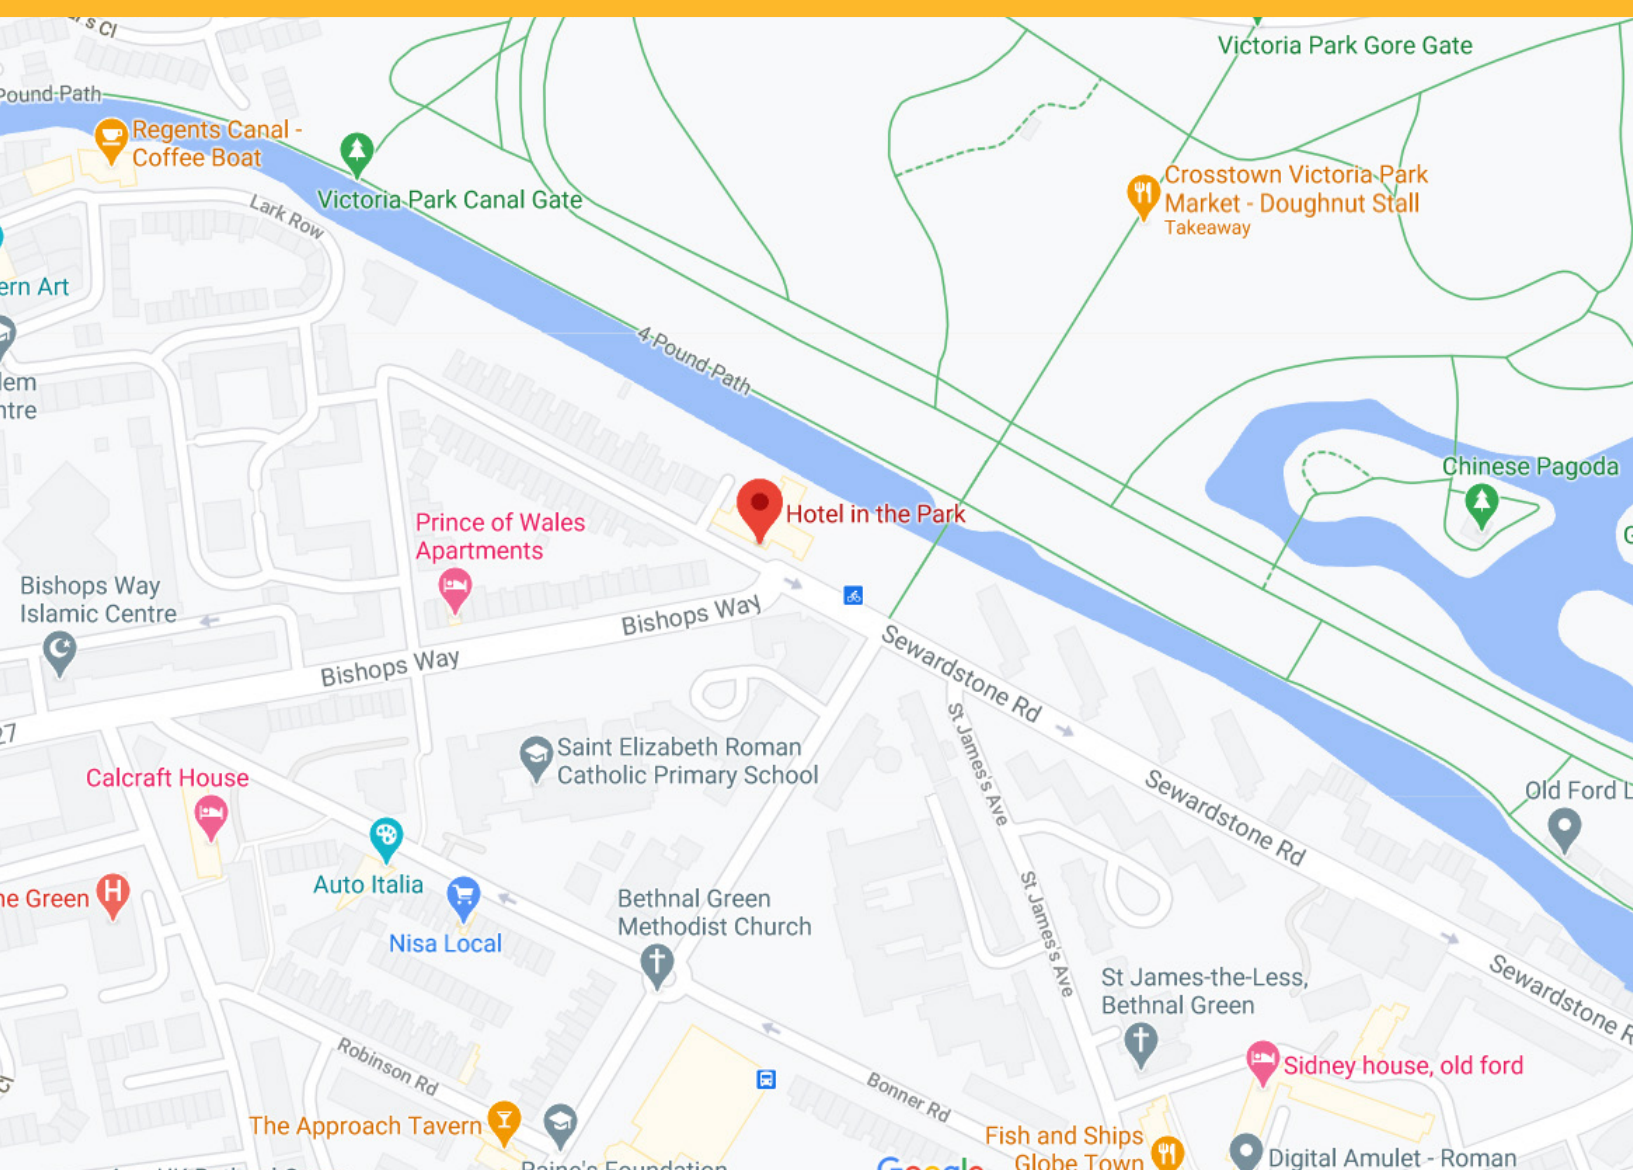 Victoria Park Gore Gate
Pound Path
Regents Canal -
Coffee Boat
Victoria Park Canal Gate
Lark Row
Crosstown Victoria Park
Market - Doughnut Stall
Takeaway
ern Art
4 Pound Path
lem
ntre
Chinese Pagoda
Hotel in the Park
Prince of Wales
Apartments
Bishops Way
Islamic Centre
Bishops Way
Bishops Way
Sewardstone Rd
27
Saint Elizabeth Roman
Catholic Primary School
St James's Ave
Calcraft House
Sewardstone Rd
Old Ford L
Auto Italia
ne Green
H
Nisa Local
Bethnal Green
Methodist Church
St James's Ave
St James-the-Less,
Bethnal Green
Sewardstone R
Robinson Rd
Sidney house, old ford
Bonner Rd
The Approach Tavern
Fish and Ships
Globe Town
Digital Amulet - Roman
Raine's Foundation
Google